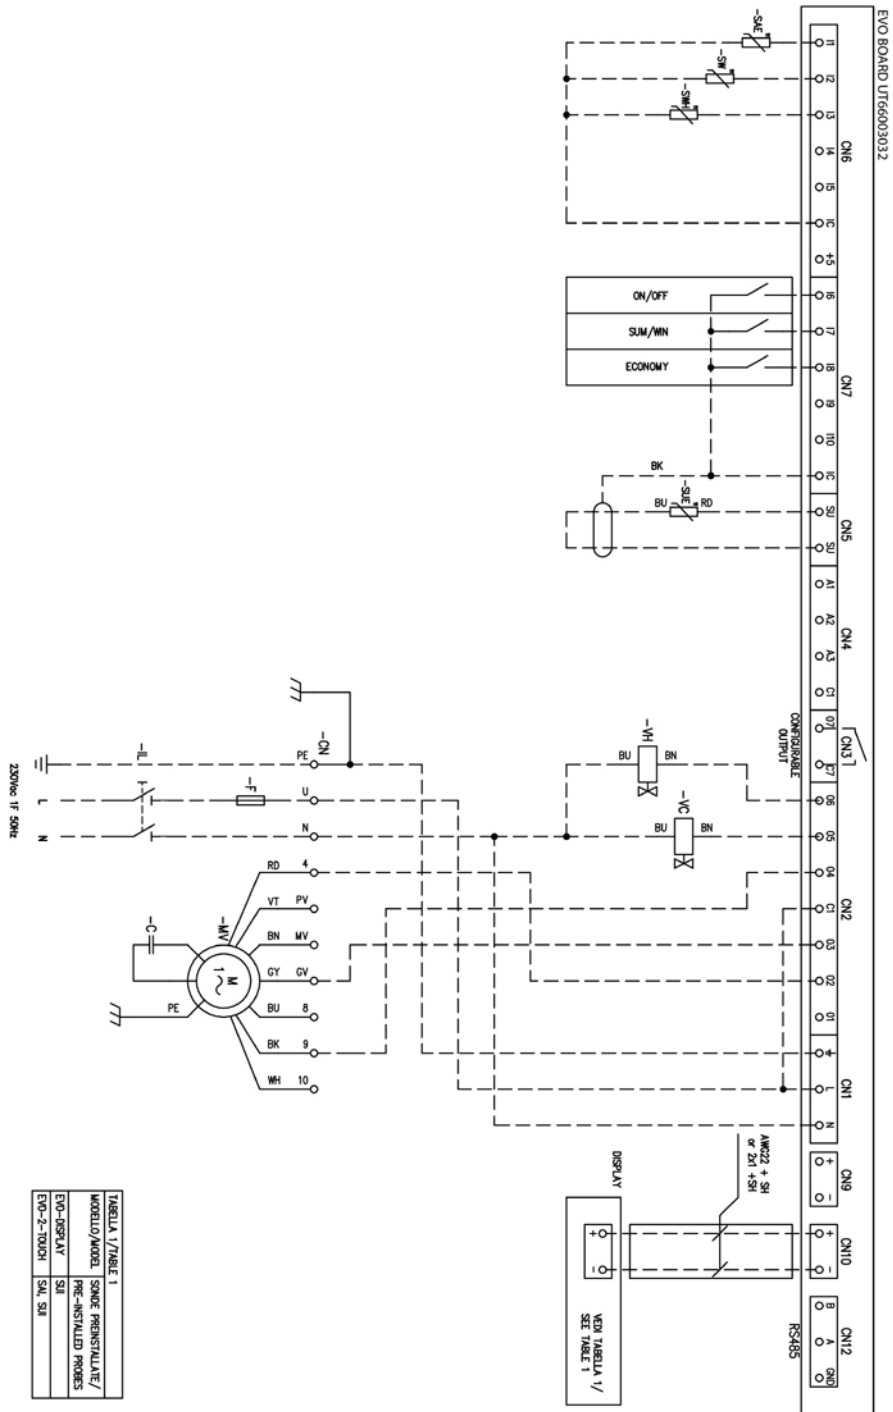 EVO BOARD UT66003032
CN6
I1
I2
I3
I4
I5
IC
+5
CN7
I6
I7
I8
I9
I10
IC
CN5
SU
SU
CN4
A1
A2
A3
C1
CN3
O7
C7
CONFIGURABLE
OUTPUT
CN2
O6
O5
O4
C1
O3
O2
O1
CN1
L
N
CN9
+
-
CN10
+
-
CN12
B
A
GND
RS485
-SAE
-SW
-SWH
ON/OFF
SUM/WIN
ECONOMY
BK
-SUE
BU
RD
-VH
BU
BN
-VC
BU
BN
-CN
PE
U
N
-IL
-F
L
N
230Vac 1F 50Hz
RD 4
VT PV
BN MV
GY GV
BU 8
BK 9
WH 10
-MV
M
1~
-C
PE
AWG22 + SH
or 2x1 +SH
DISPLAY
+
-
VEDI TABELLA 1/
SEE TABLE 1
TABELLA 1/TABLE 1
MODELLO/MODEL SONDE PREINSTALLATE/
PRE-INSTALLED PROBES
EVO-DISPLAY SUI
EVO-2-TOUCH SAI, SUI